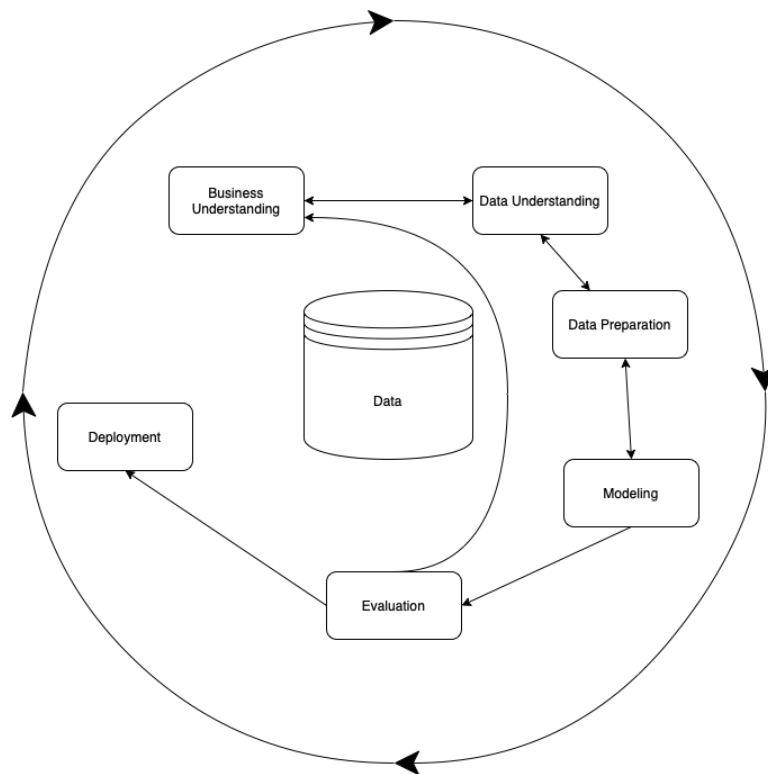 Business
Understanding
Data Understanding
Data Preparation
Data
Deployment
Modeling
Evaluation